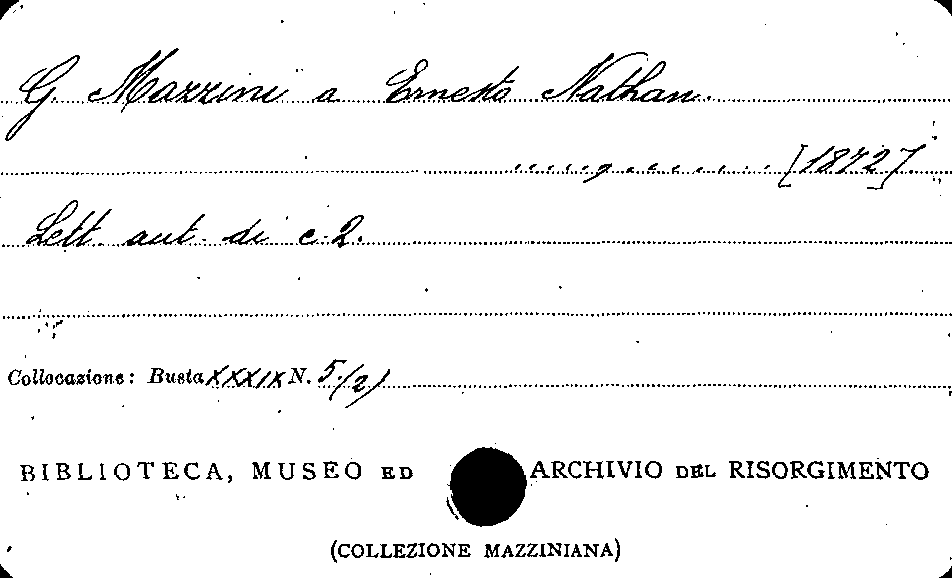 G. Mazzini a Ernesto Nathan.
..........,.......... [1872].
Lett. aut. di c. 2.
Collocazione: Busta XXXIX N. 5.(2)
BIBLIOTECA, MUSEO ED ARCHIVIO DEL RISORGIMENTO
(COLLEZIONE MAZZINIANA)